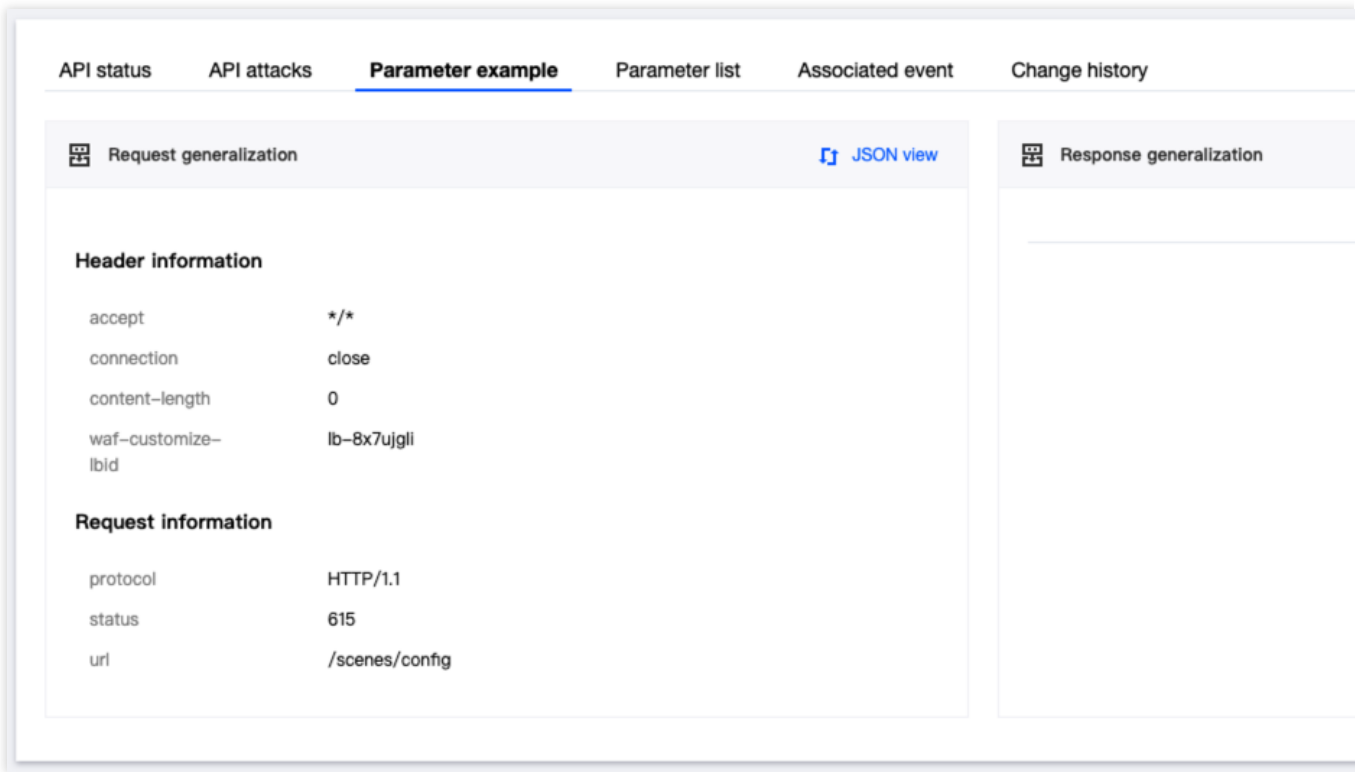 API status API attacks Parameter example Parameter list Associated event Change history
Request generalization JSON view Response generalization
Header information
accept */*
connection close
content-length 0
waf-customize- lb-8x7ujgli
lbid
Request information
protocol HTTP/1.1
status 615
url /scenes/config